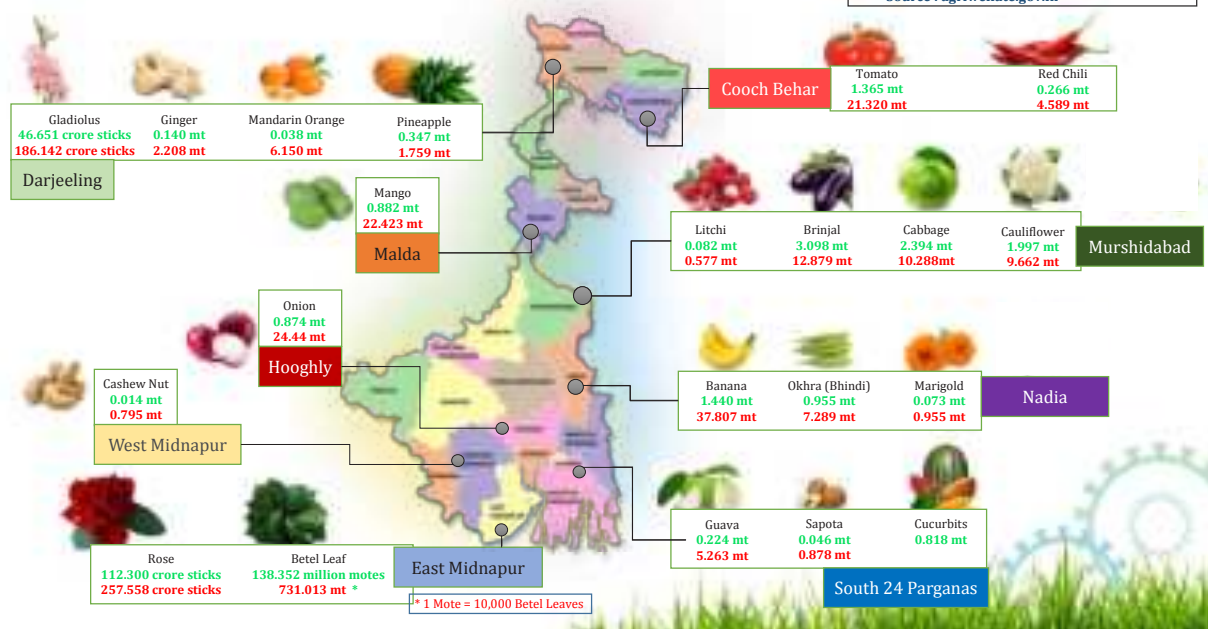 Gladiolus
46.651 crore sticks
186.142 crore sticks
Ginger
0.140 mt
2.208 mt
Mandarin Orange
0.038 mt
6.150 mt
Pineapple
0.347 mt
1.759 mt
Darjeeling
Cooch Behar
Tomato
1.365 mt
21.320 mt
Red Chili
0.266 mt
4.589 mt
Mango
0.882 mt
22.423 mt
Malda
Litchi
0.082 mt
0.577 mt
Brinjal
3.098 mt
12.879 mt
Cabbage
2.394 mt
10.288mt
Cauliflower
1.997 mt
9.662 mt
Murshidabad
Onion
0.874 mt
24.44 mt
Hooghly
Cashew Nut
0.014 mt
0.795 mt
West Midnapur
Banana
1.440 mt
37.807 mt
Okhra (Bhindi)
0.955 mt
7.289 mt
Marigold
0.073 mt
0.955 mt
Nadia
Rose
112.300 crore sticks
257.558 crore sticks
Betel Leaf
138.352 million motes
731.013 mt *
East Midnapur
* 1 Mote = 10,000 Betel Leaves
Guava
0.224 mt
5.263 mt
Sapota
0.046 mt
0.878 mt
Cucurbits
0.818 mt
South 24 Parganas